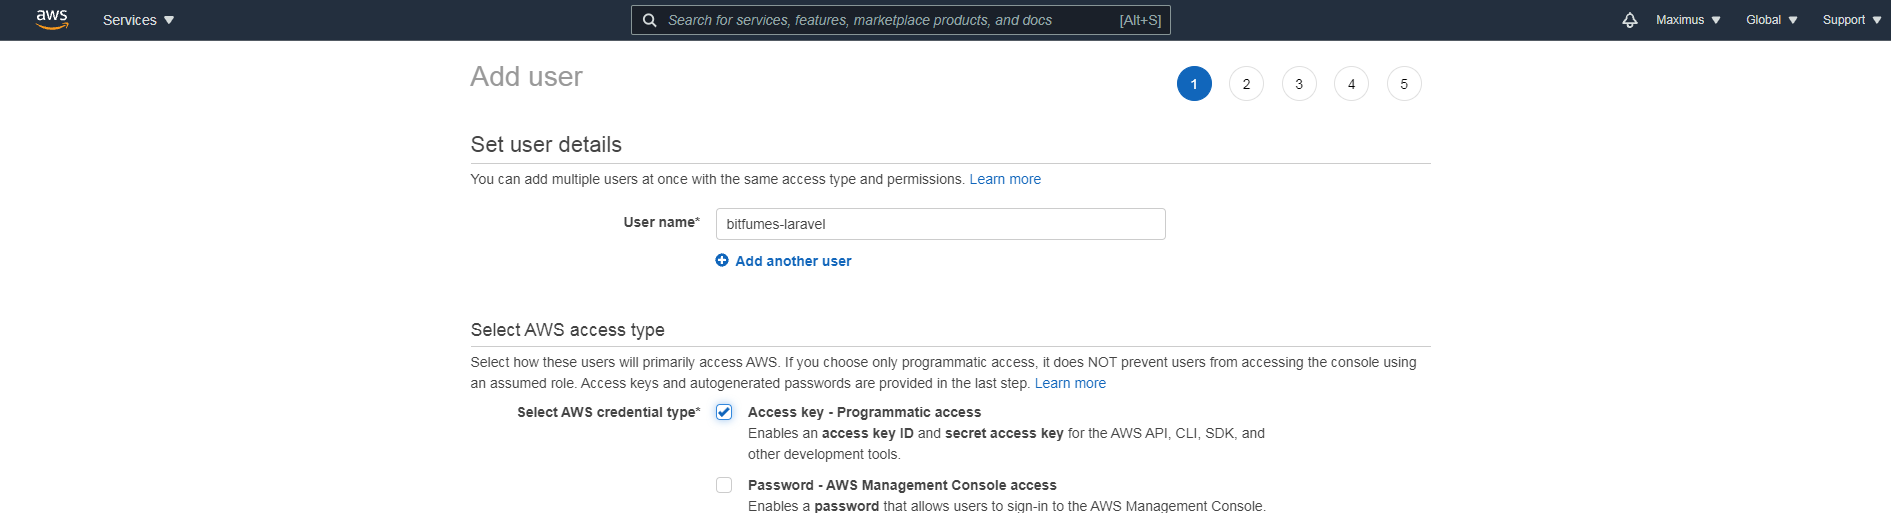 aws Services Search for services, features, marketplace products, and docs [Alt+S] Maximus Global Support
Add user 1 2 3 4 5
Set user details
You can add multiple users at once with the same access type and permissions. Learn more
User name* bitfumes-laravel
Add another user
Select AWS access type
Select how these users will primarily access AWS. If you choose only programmatic access, it does NOT prevent users from accessing the console using
an assumed role. Access keys and autogenerated passwords are provided in the last step. Learn more
Select AWS credential type* Access key - Programmatic access
Enables an access key ID and secret access key for the AWS API, CLI, SDK, and
other development tools.
Password - AWS Management Console access
Enables a password that allows users to sign-in to the AWS Management Console.